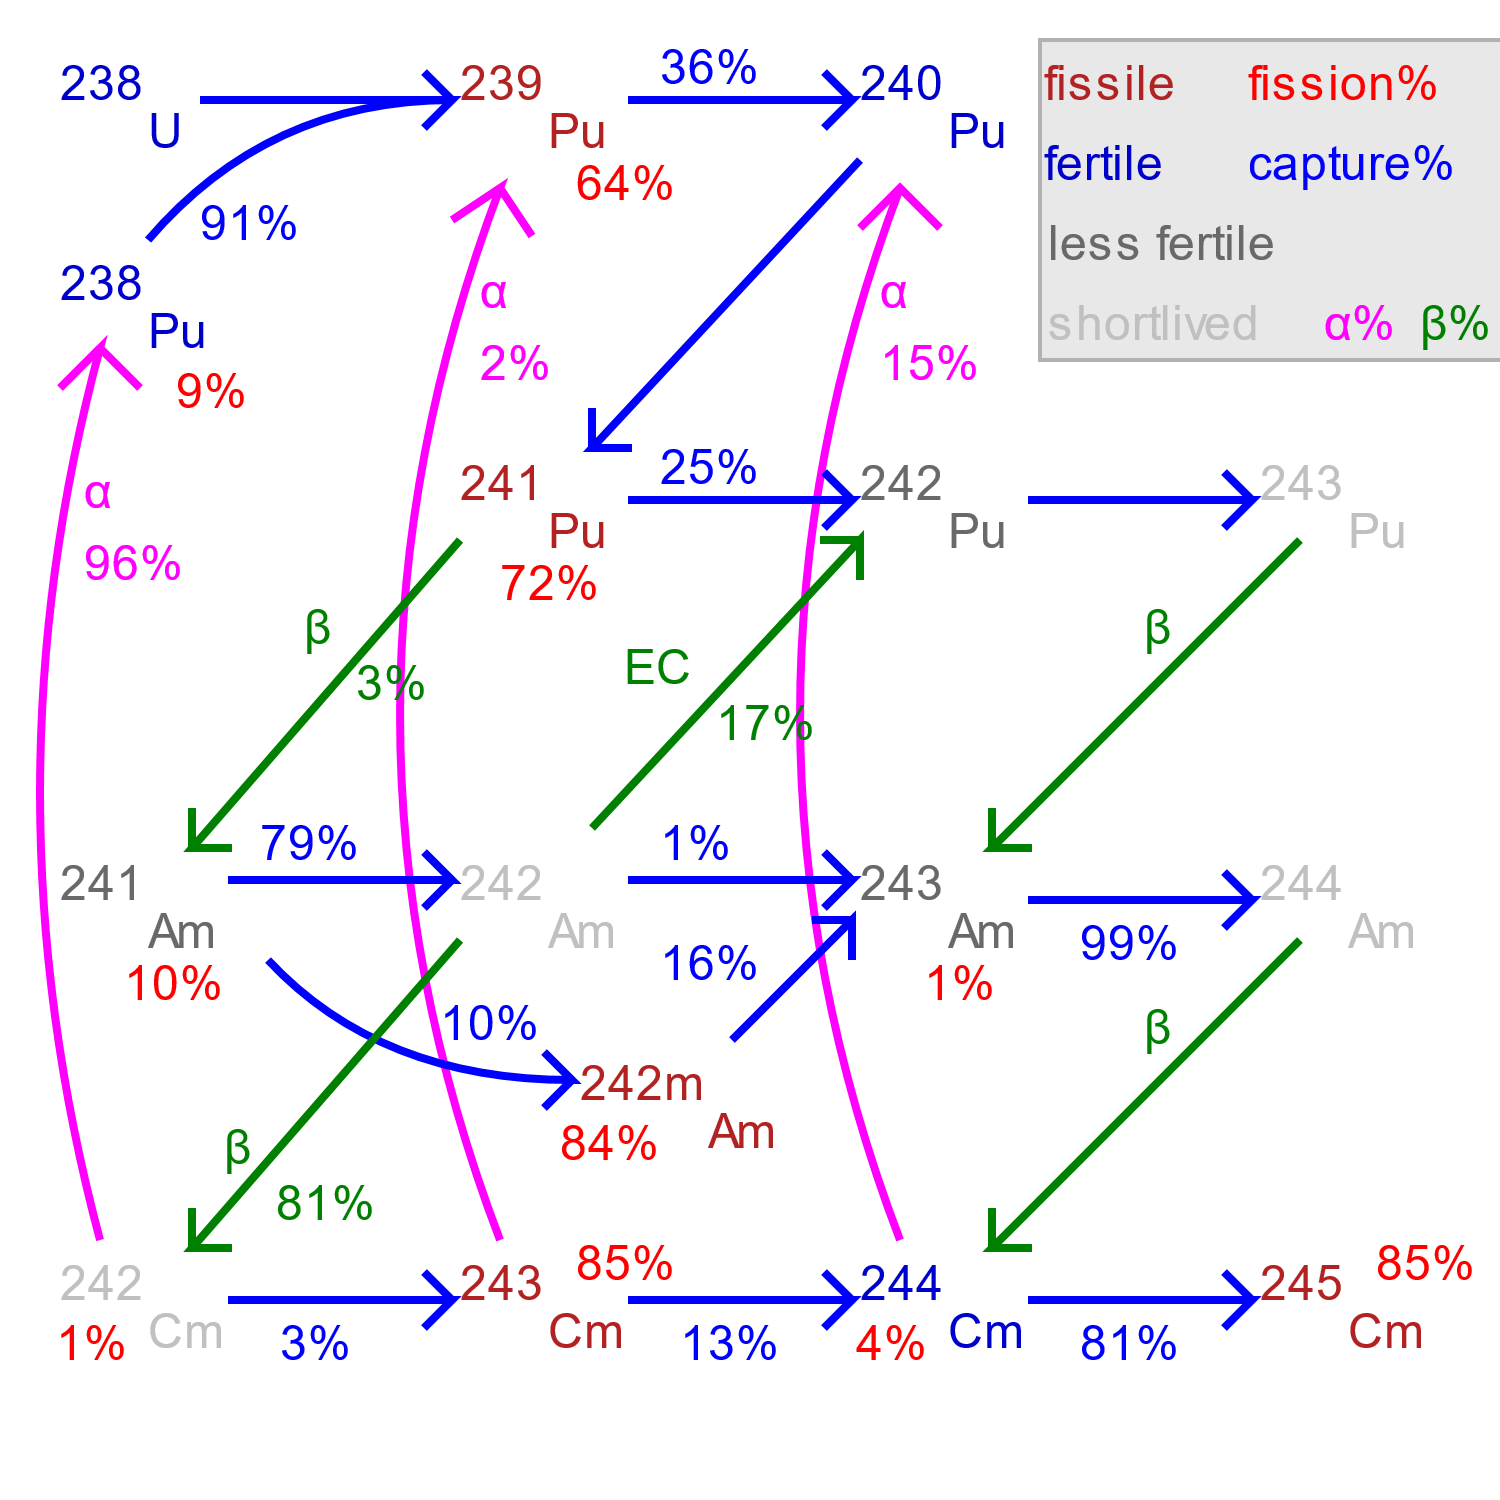 238 U
239 Pu
36%
240 Pu
64%
91%
238 Pu
9%
fissile fission%
fertile capture%
less fertile
shortlived α% β%
α
2%
α
15%
α
96%
241 Pu
72%
25%
242 Pu
243 Pu
β
3%
EC
17%
β
241 Am
10%
79%
242 Am
1%
243 Am
1%
99%
244 Am
16%
10%
242m Am
84%
β
81%
β
242 Cm
1%
3%
243 Cm
85%
13%
244 Cm
4%
81%
245 Cm
85%